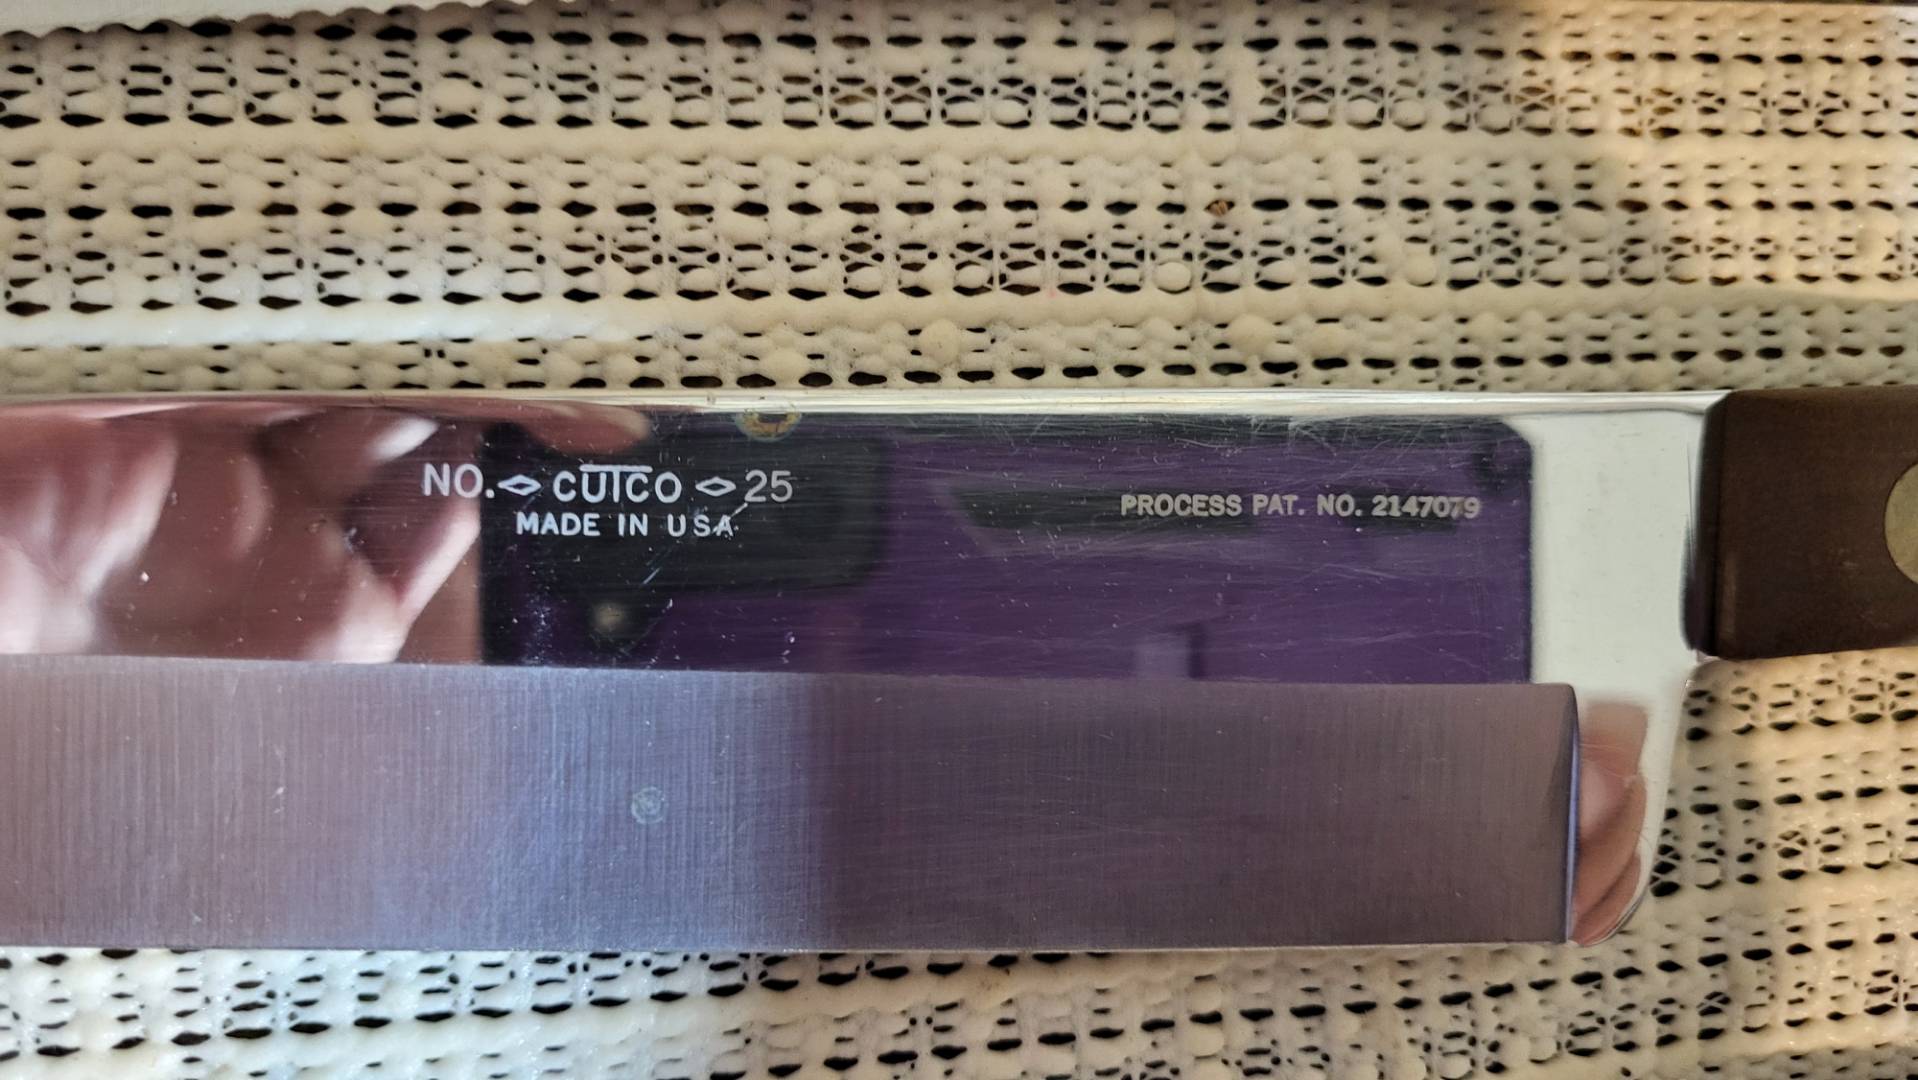 NO. <> CUTCO <> 25
MADE IN USA
PROCESS PAT. NO. 2147079